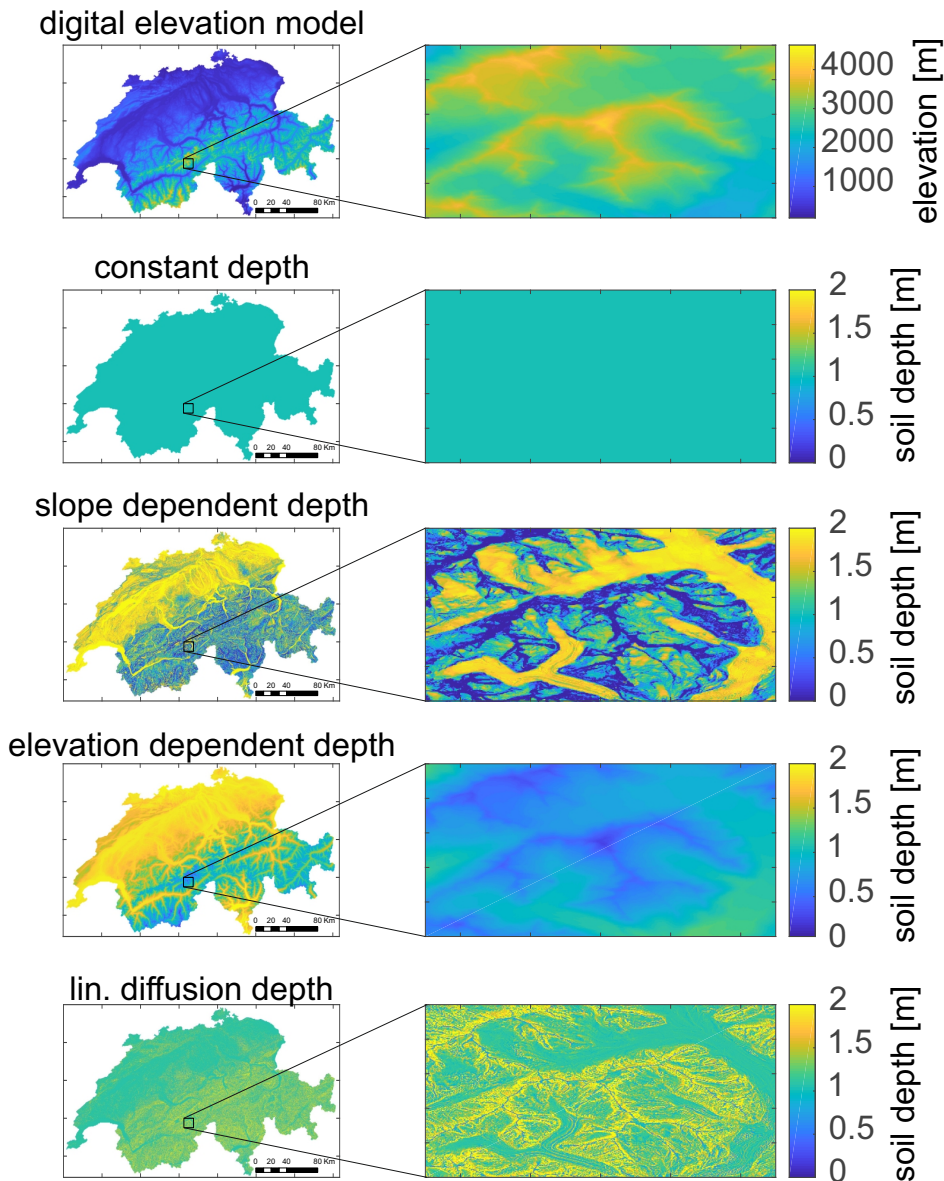 digital elevation model
0 20 40 80 Km
4000
3000
2000
1000
elevation [m]
constant depth
0 20 40 80 Km
2
1.5
1
0.5
0
soil depth [m]
slope dependent depth
0 20 40 80 Km
2
1.5
1
0.5
0
soil depth [m]
elevation dependent depth
0 20 40 80 Km
2
1.5
1
0.5
0
soil depth [m]
lin. diffusion depth
0 20 40 80 Km
2
1.5
1
0.5
0
soil depth [m]